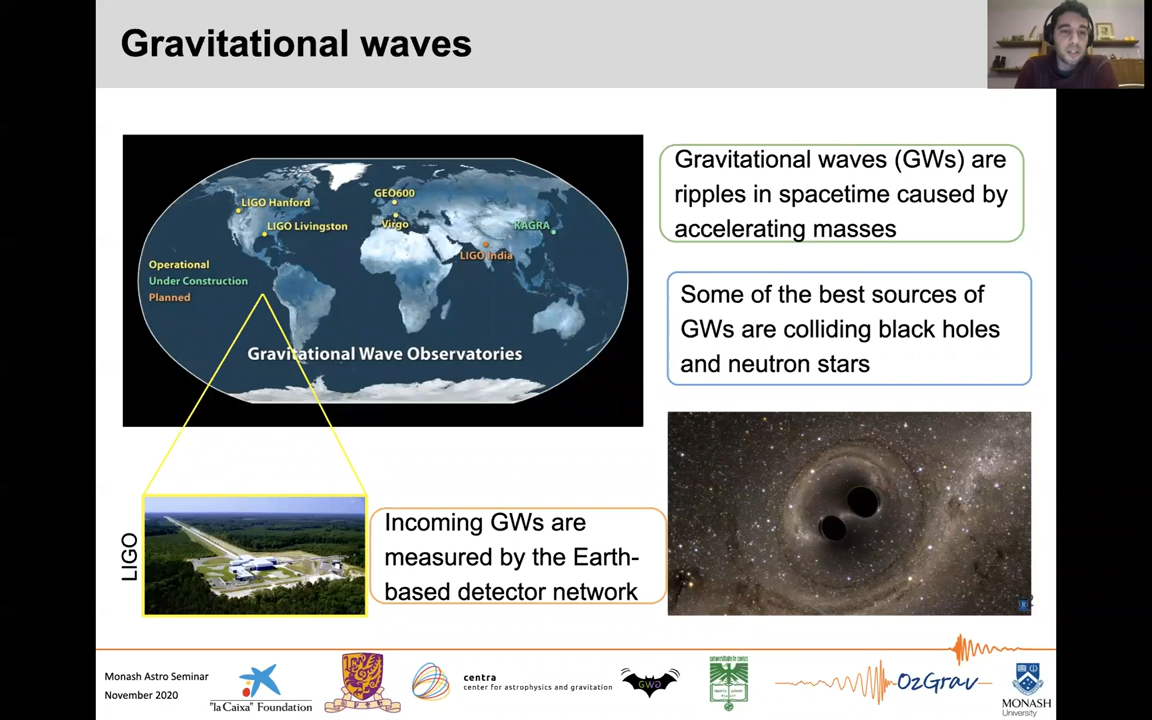 Gravitational waves
GEO600
LIGO Hanford
Virgo
LIGO Livingston
KAGRA
LIGO India
Operational
Under Construction
Planned
Gravitational Wave Observatories
Gravitational waves (GWs) are
ripples in spacetime caused by
accelerating masses
Some of the best sources of
GWs are colliding black holes
and neutron stars
LIGO
Incoming GWs are
measured by the Earth-
based detector network
Monash Astro Seminar
November 2020
"la Caixa" Foundation
centra
center for astrophysics and gravitation
GWG
OzGrav
MONASH
University